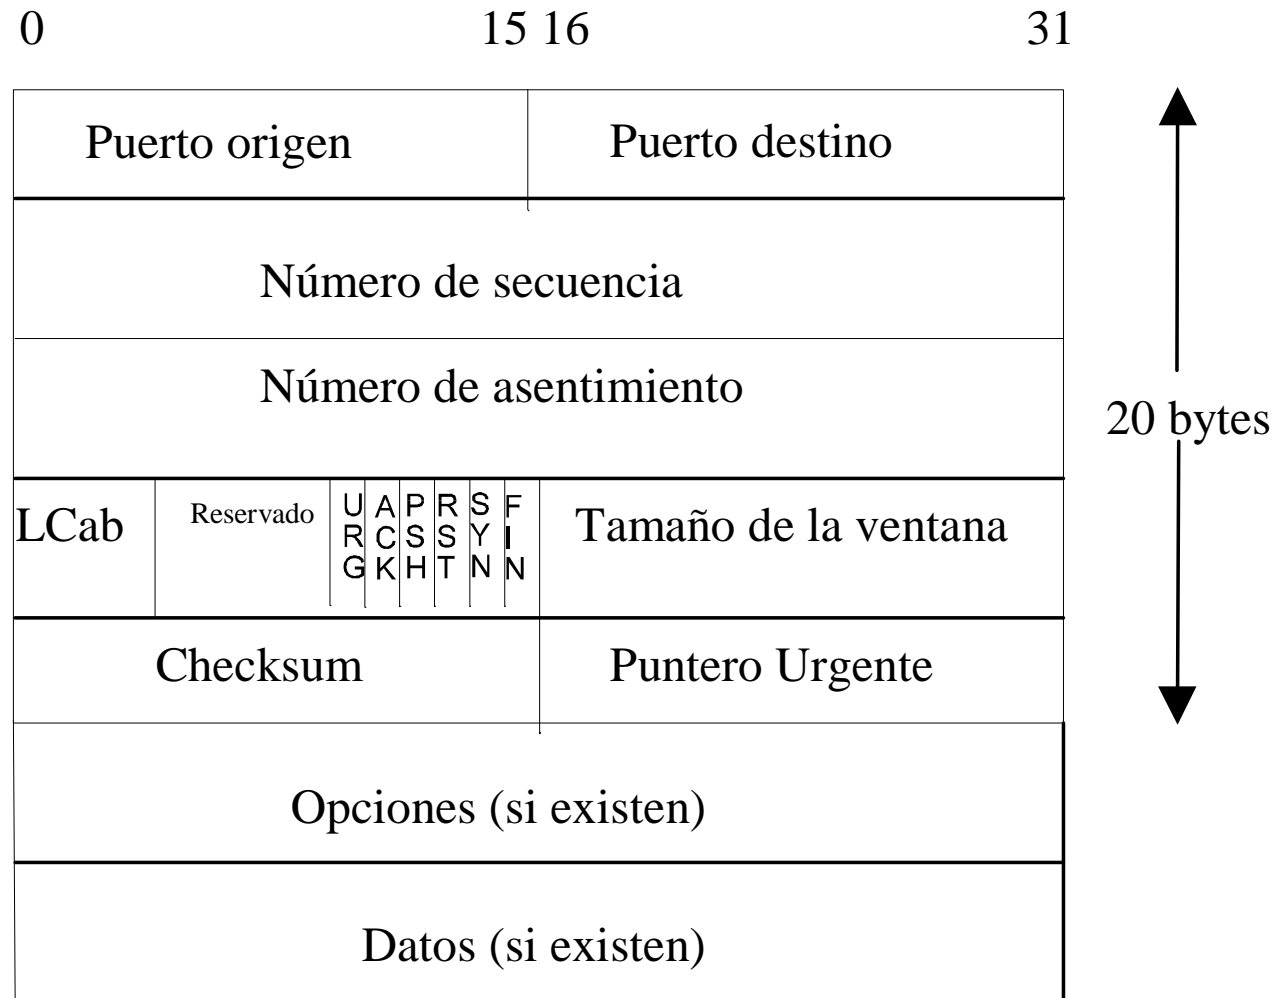 0 15 16 31
Puerto origen Puerto destino
Número de secuencia
Número de asentimiento
20 bytes
LCab Reservado URG ACK PSH RST SYN FIN Tamaño de la ventana
Checksum Puntero Urgente
Opciones (si existen)
Datos (si existen)